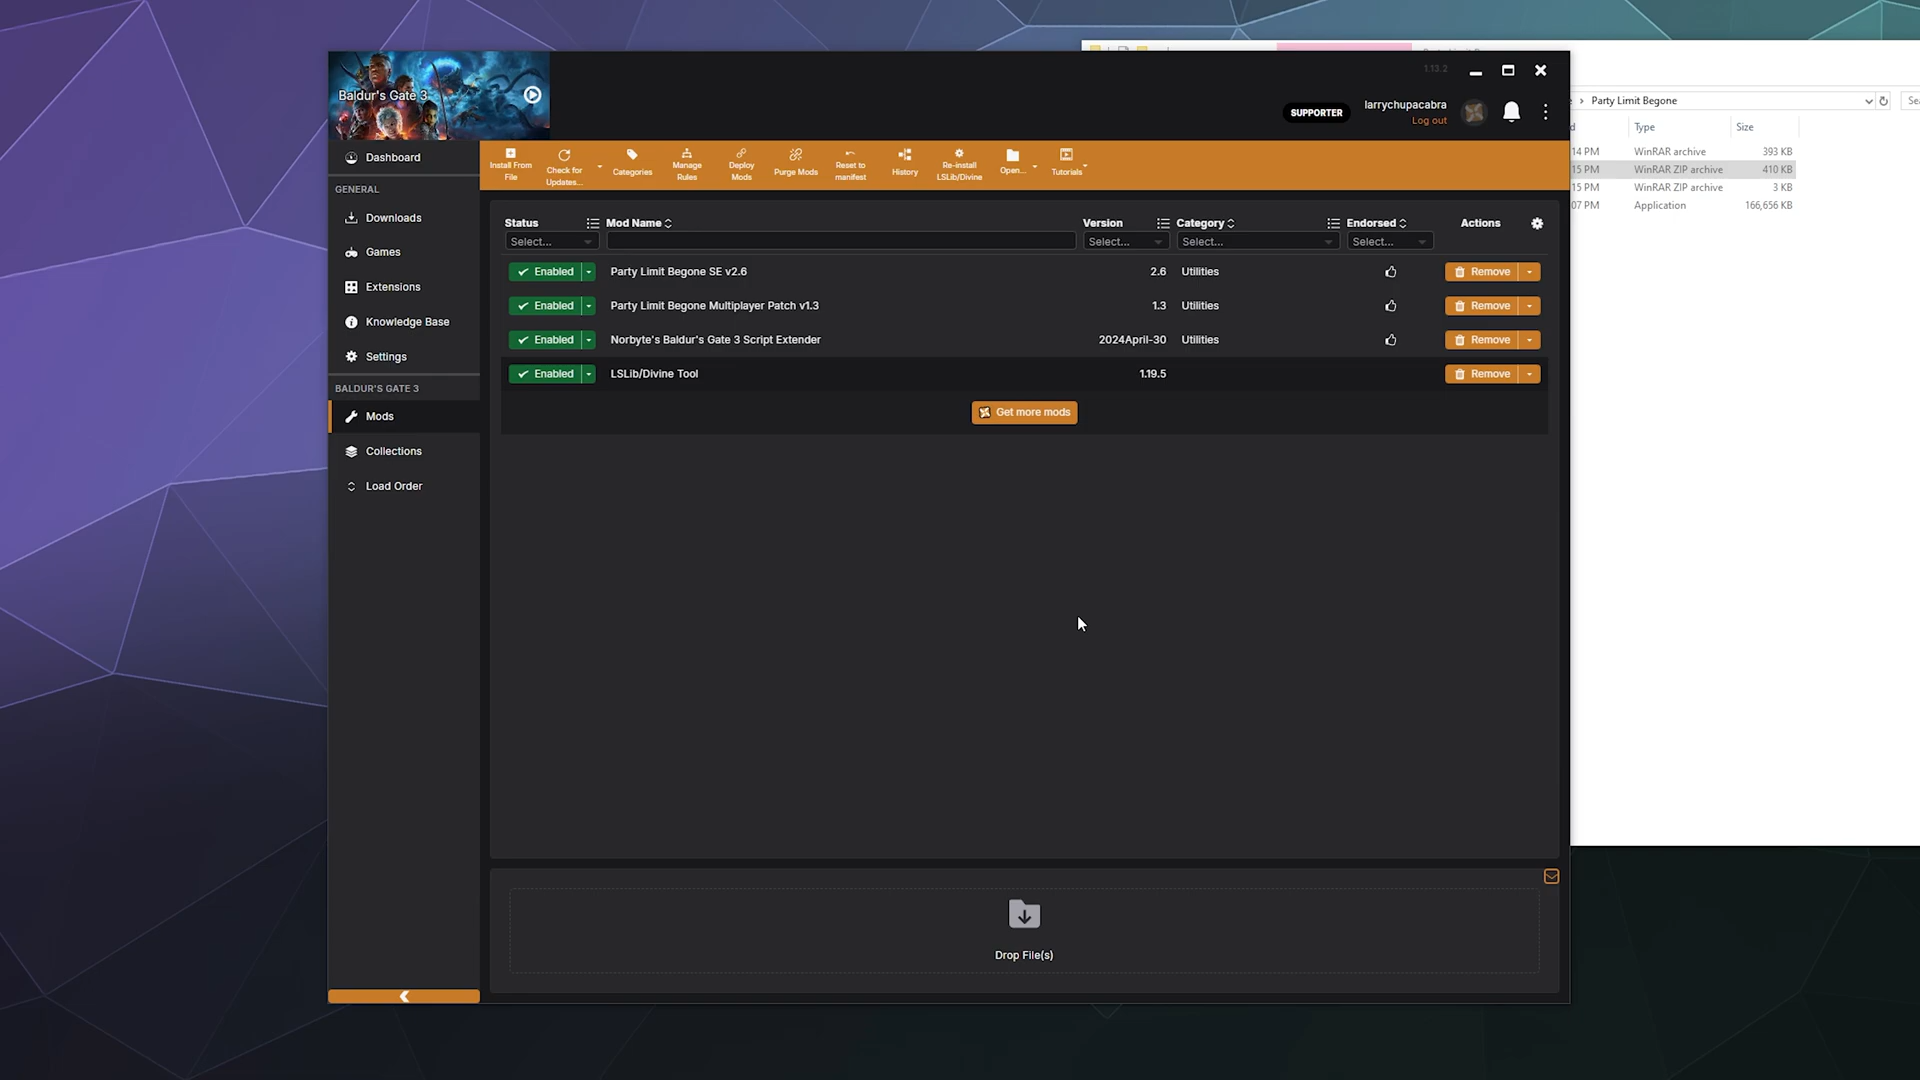 Baldur's Gate 3
1.13.2
SUPPORTER
larrychupacabra
Log out
Party Limit Begone
Dashboard
GENERAL
Downloads
Games
Extensions
Knowledge Base
Settings
BALDUR'S GATE 3
Mods
Collections
Load Order
Install From
File
Check for
Updates...
Categories
Manage
Rules
Deploy
Mods
Purge Mods
Reset to
manifest
History
Re-install
LSLib/Divine
Open...
Tutorials
Status
Mod Name
Version
Category
Endorsed
Actions
Select...
Select...
Select...
Select...
Enabled
Party Limit Begone SE v2.6
2.6
Utilities
Remove
Enabled
Party Limit Begone Multiplayer Patch v1.3
1.3
Utilities
Remove
Enabled
Norbyte's Baldur's Gate 3 Script Extender
2024April-30
Utilities
Remove
Enabled
LSLib/Divine Tool
1.19.5
Remove
Get more mods
Drop File(s)
Type
Size
14 PM
WinRAR archive
393 KB
15 PM
WinRAR ZIP archive
410 KB
15 PM
WinRAR ZIP archive
3 KB
07 PM
Application
166,656 KB